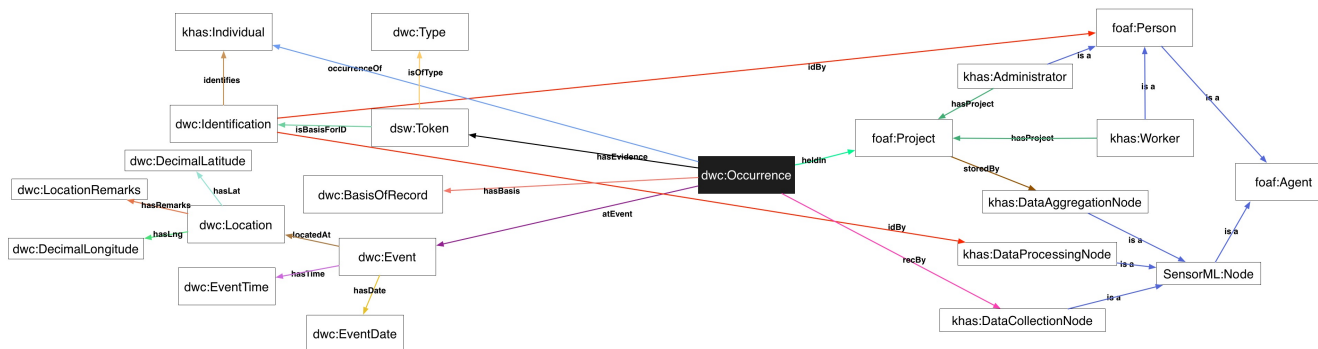 khas:Individual
dwc:Type
foaf:Person
occurrenceOf
isOfType
idBy
is a
identifies
khas:Administrator
is a
is a
hasProject
dwc:Identification
isBasisForID
dsw:Token
foaf:Project
hasProject
khas:Worker
dwc:DecimalLatitude
hasEvidence
heldIn
storedBy
dwc:Occurrence
foaf:Agent
dwc:LocationRemarks
hasLat
dwc:BasisOfRecord
hasBasis
hasRemarks
khas:DataAggregationNode
dwc:Location
atEvent
hasLng
locatedAt
idBy
is a
is a
dwc:DecimalLongitude
dwc:Event
recBy
khas:DataProcessingNode
is a
SensorML:Node
hasTime
dwc:EventTime
hasDate
is a
khas:DataCollectionNode
dwc:EventDate